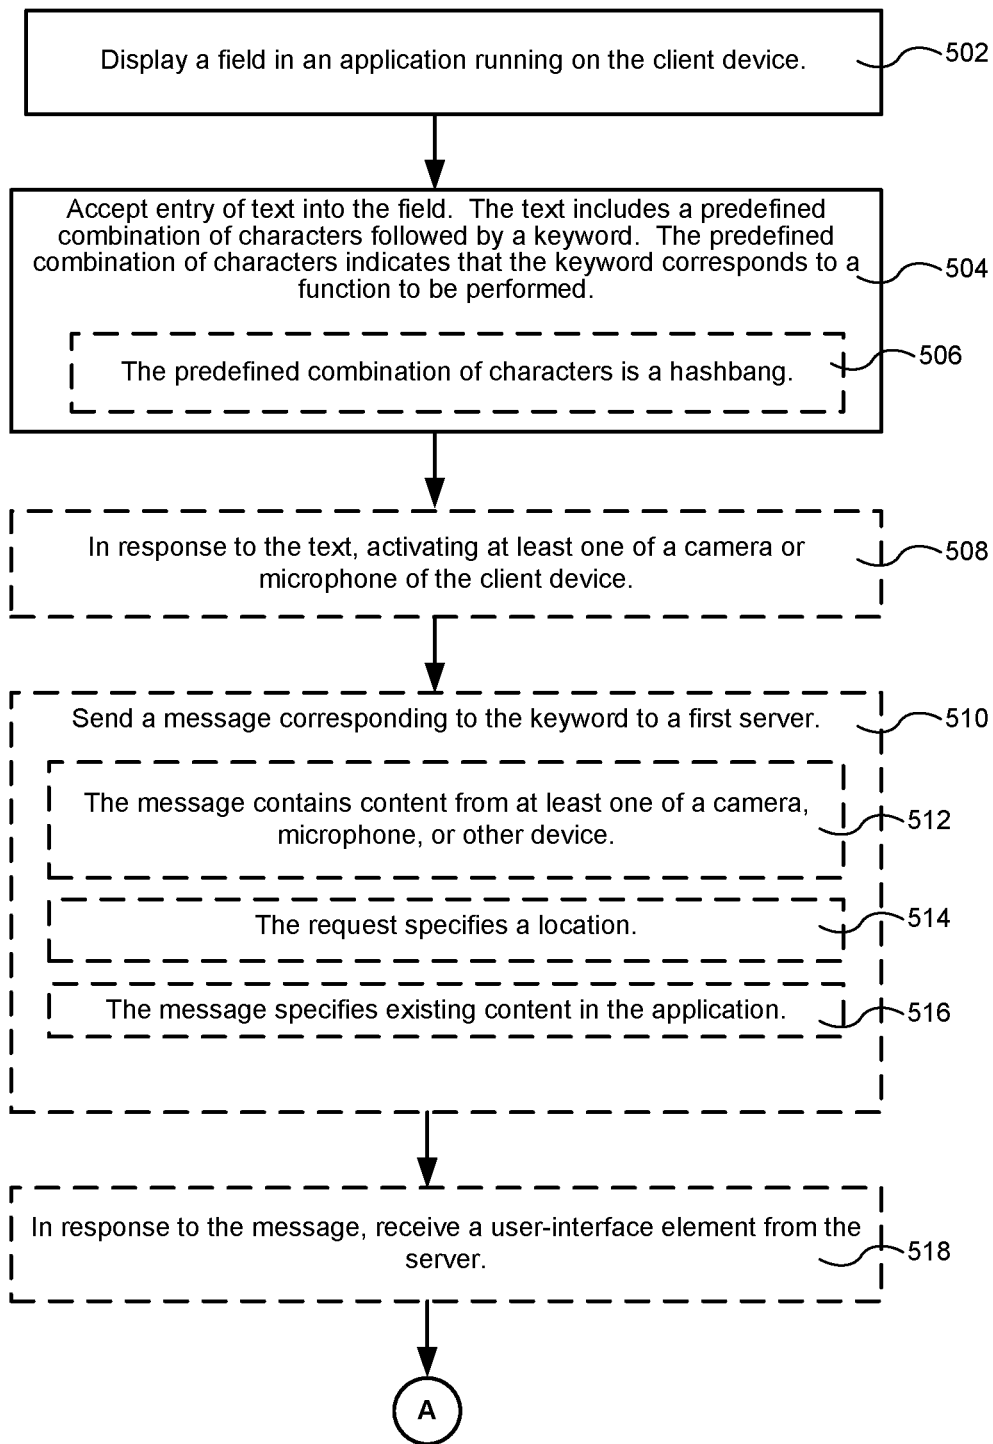 Display a field in an application running on the client device.
502
Accept entry of text into the field.  The text includes a predefined
combination of characters followed by a keyword.  The predefined
combination of characters indicates that the keyword corresponds to a
function to be performed.
504
The predefined combination of characters is a hashbang.
506
In response to the text, activating at least one of a camera or
microphone of the client device.
508
Send a message corresponding to the keyword to a first server.
510
The message contains content from at least one of a camera,
microphone, or other device.
512
The request specifies a location.
514
The message specifies existing content in the application.
516
In response to the message, receive a user-interface element from the
server.
518
A